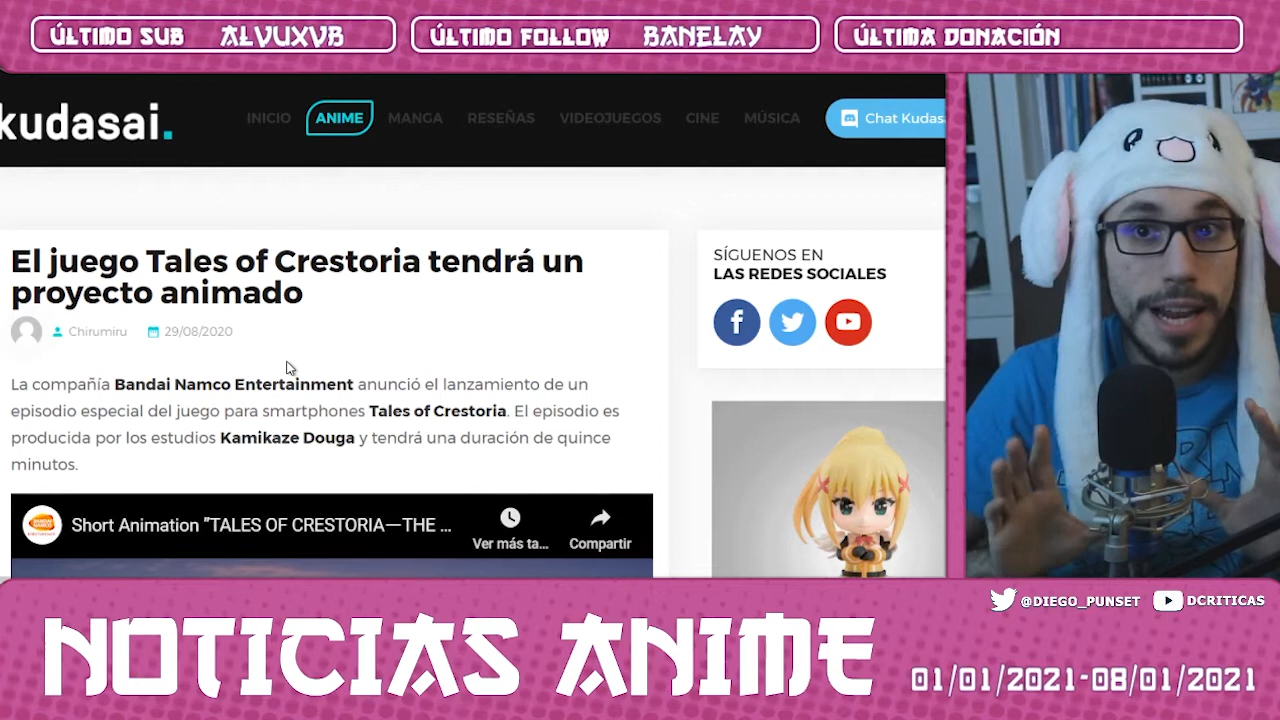 ÚLTIMO SUB ALVUXVB
ÚLTIMO FOLLOW BANELAY
ÚLTIMA DONACIÓN
kudasai.
INICIO ANIME MANGA RESEÑAS VIDEOJUEGOS CINE MÚSICA
Chat Kudas
El juego Tales of Crestoria tendrá un
proyecto animado
Chirumiru 29/08/2020
La compañía Bandai Namco Entertainment anunció el lanzamiento de un
episodio especial del juego para smartphones Tales of Crestoria. El episodio es
producida por los estudios Kamikaze Douga y tendrá una duración de quince
minutos.
Short Animation "TALES OF CRESTORIA—THE ...
Ver más ta...
Compartir
SÍGUENOS EN
LAS REDES SOCIALES
@DIEGO_PUNSET
DCRITICAS
NOTICIAS ANIME
01/01/2021-08/01/2021